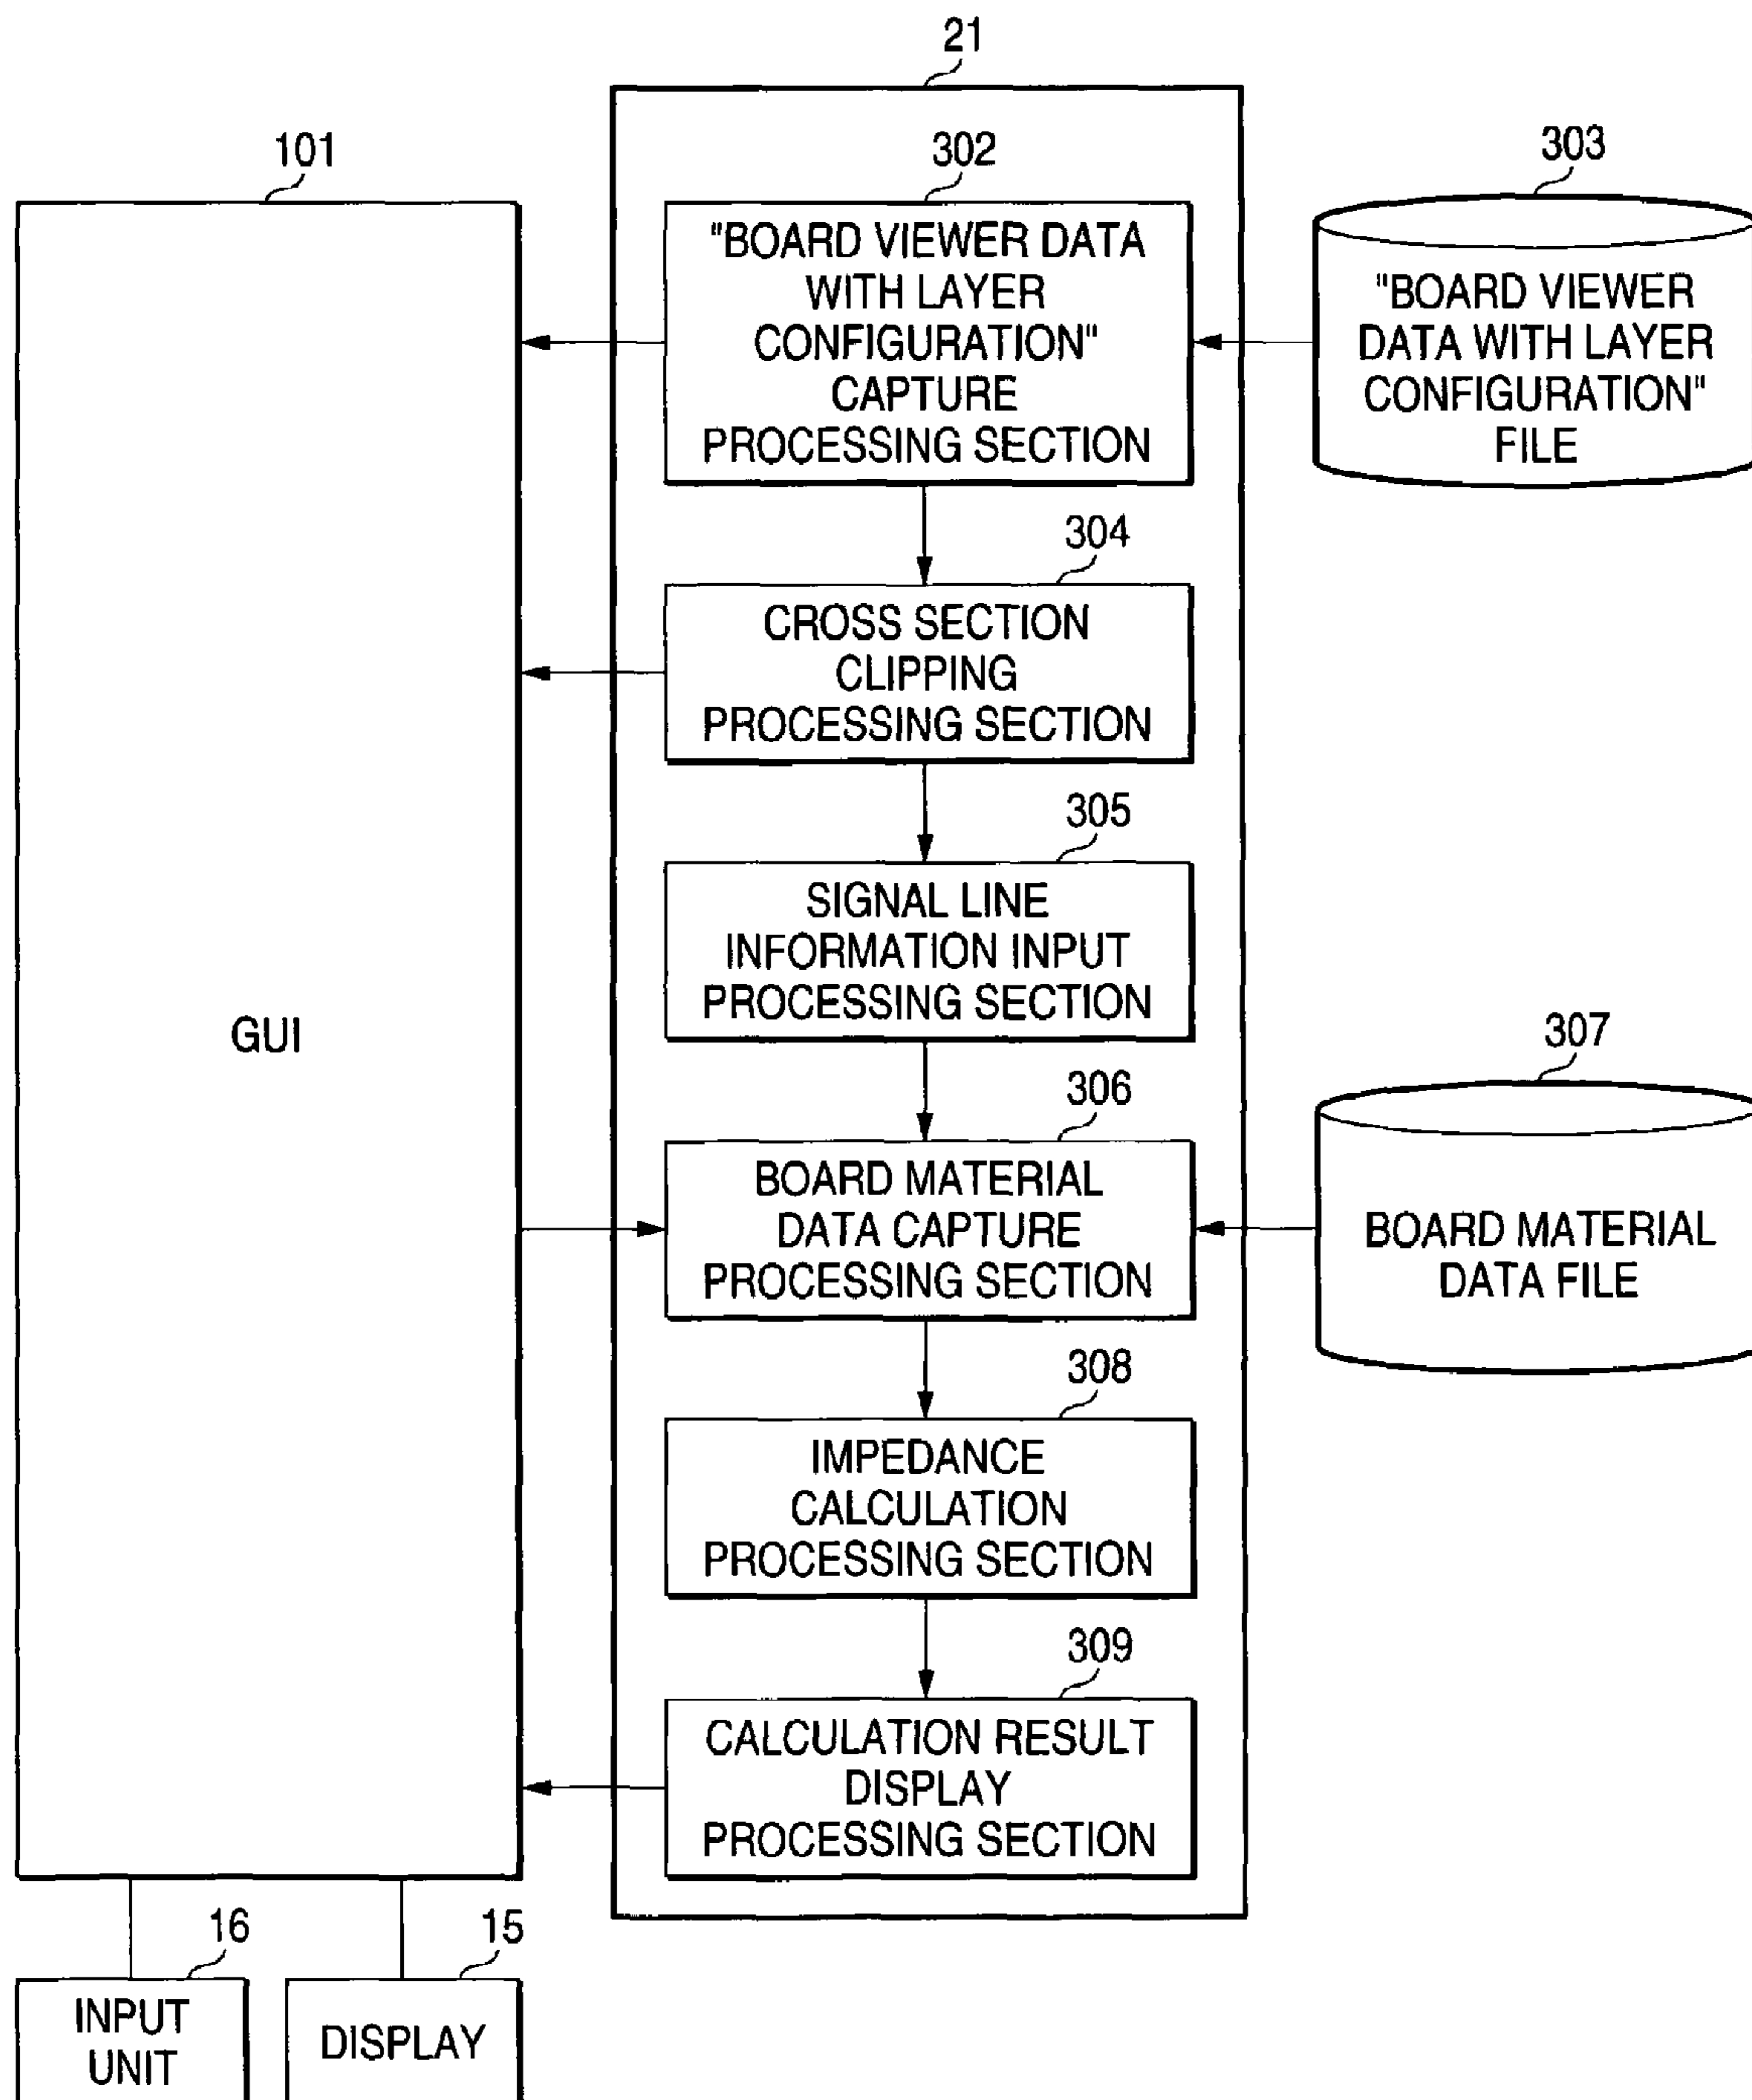 21
101
302
303
"BOARD VIEWER DATA
WITH LAYER
CONFIGURATION"
CAPTURE
PROCESSING SECTION
"BOARD VIEWER
DATA WITH LAYER
CONFIGURATION"
FILE
304
CROSS SECTION
CLIPPING
PROCESSING SECTION
305
SIGNAL LINE
INFORMATION INPUT
PROCESSING SECTION
GUI
306
307
BOARD MATERIAL
DATA CAPTURE
PROCESSING SECTION
BOARD MATERIAL
DATA FILE
308
IMPEDANCE
CALCULATION
PROCESSING SECTION
309
CALCULATION RESULT
DISPLAY
PROCESSING SECTION
16
15
INPUT
UNIT
DISPLAY